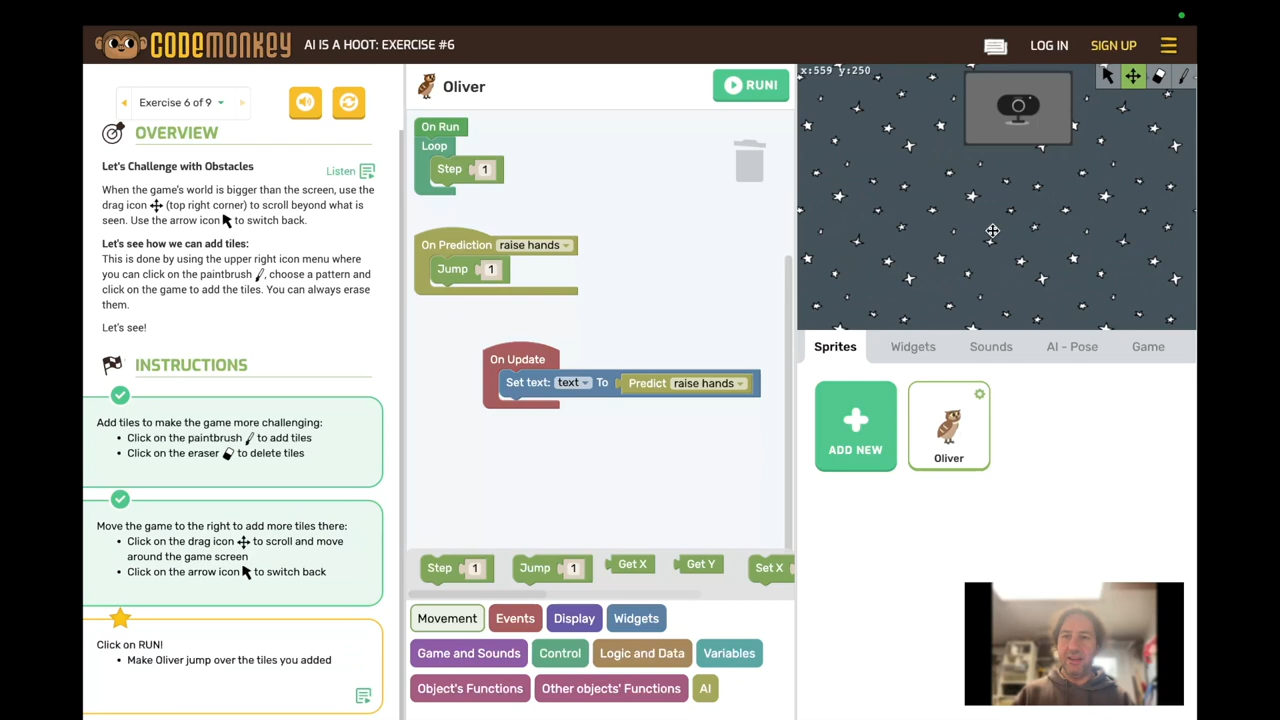 CODEMONKEY
AI IS A HOOT: EXERCISE #6
LOG IN
SIGN UP
Exercise 6 of 9
OVERVIEW
Let's Challenge with Obstacles
Listen
When the game's world is bigger than the screen, use the
drag icon (top right corner) to scroll beyond what is
seen. Use the arrow icon to switch back.
Let's see how we can add tiles:
This is done by using the upper right icon menu where
you can click on the paintbrush , choose a pattern and
click on the game to add the tiles. You can always erase
them.
Let's see!
INSTRUCTIONS
Add tiles to make the game more challenging:
• Click on the paintbrush to add tiles
• Click on the eraser to delete tiles
Move the game to the right to add more tiles there:
• Click on the drag icon to scroll and move
around the game screen
• Click on the arrow icon to switch back
Click on RUN!
• Make Oliver jump over the tiles you added
Oliver
RUN!
On Run
Loop
Step 1
On Prediction raise hands
Jump 1
On Update
Set text: text To Predict raise hands
Step 1
Jump 1
Get X
Get Y
Set X
Movement
Events
Display
Widgets
Game and Sounds
Control
Logic and Data
Variables
Object's Functions
Other objects' Functions
AI
x:559 y:250
Sprites
Widgets
Sounds
AI - Pose
Game
ADD NEW
Oliver